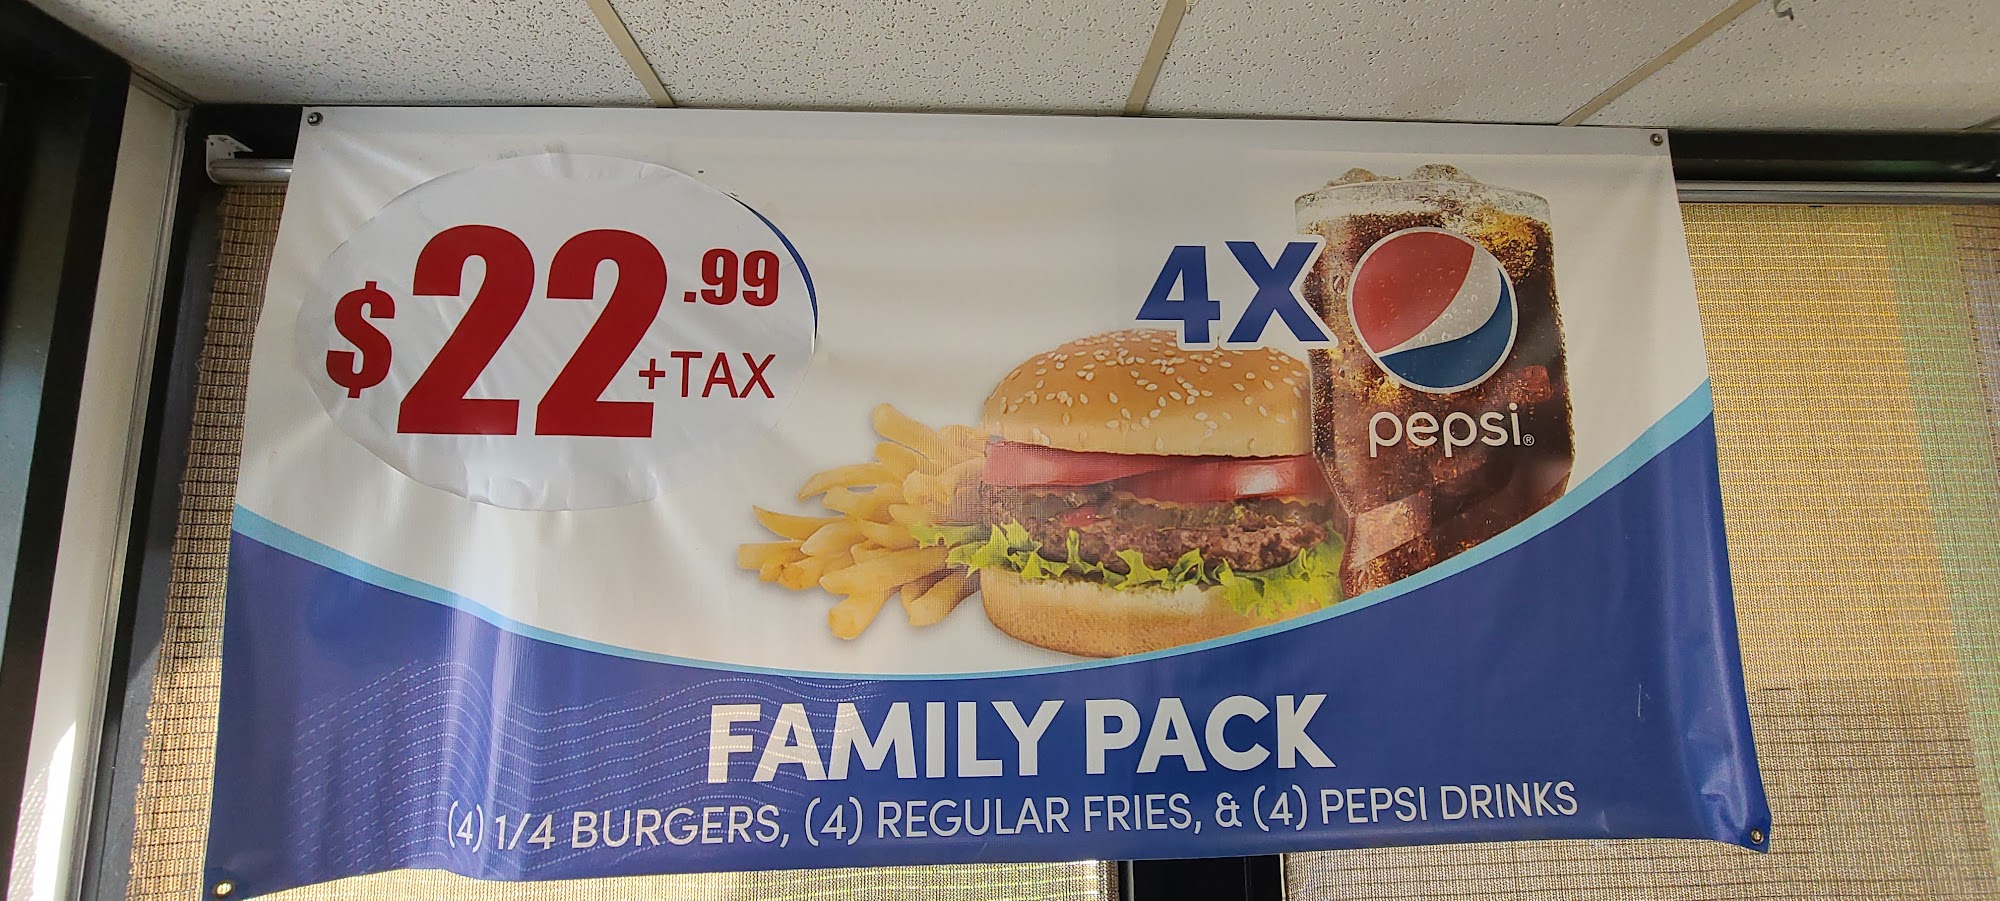 $22.99
+TAX
4X
pepsi®
FAMILY PACK
(4) 1/4 BURGERS, (4) REGULAR FRIES, & (4) PEPSI DRINKS